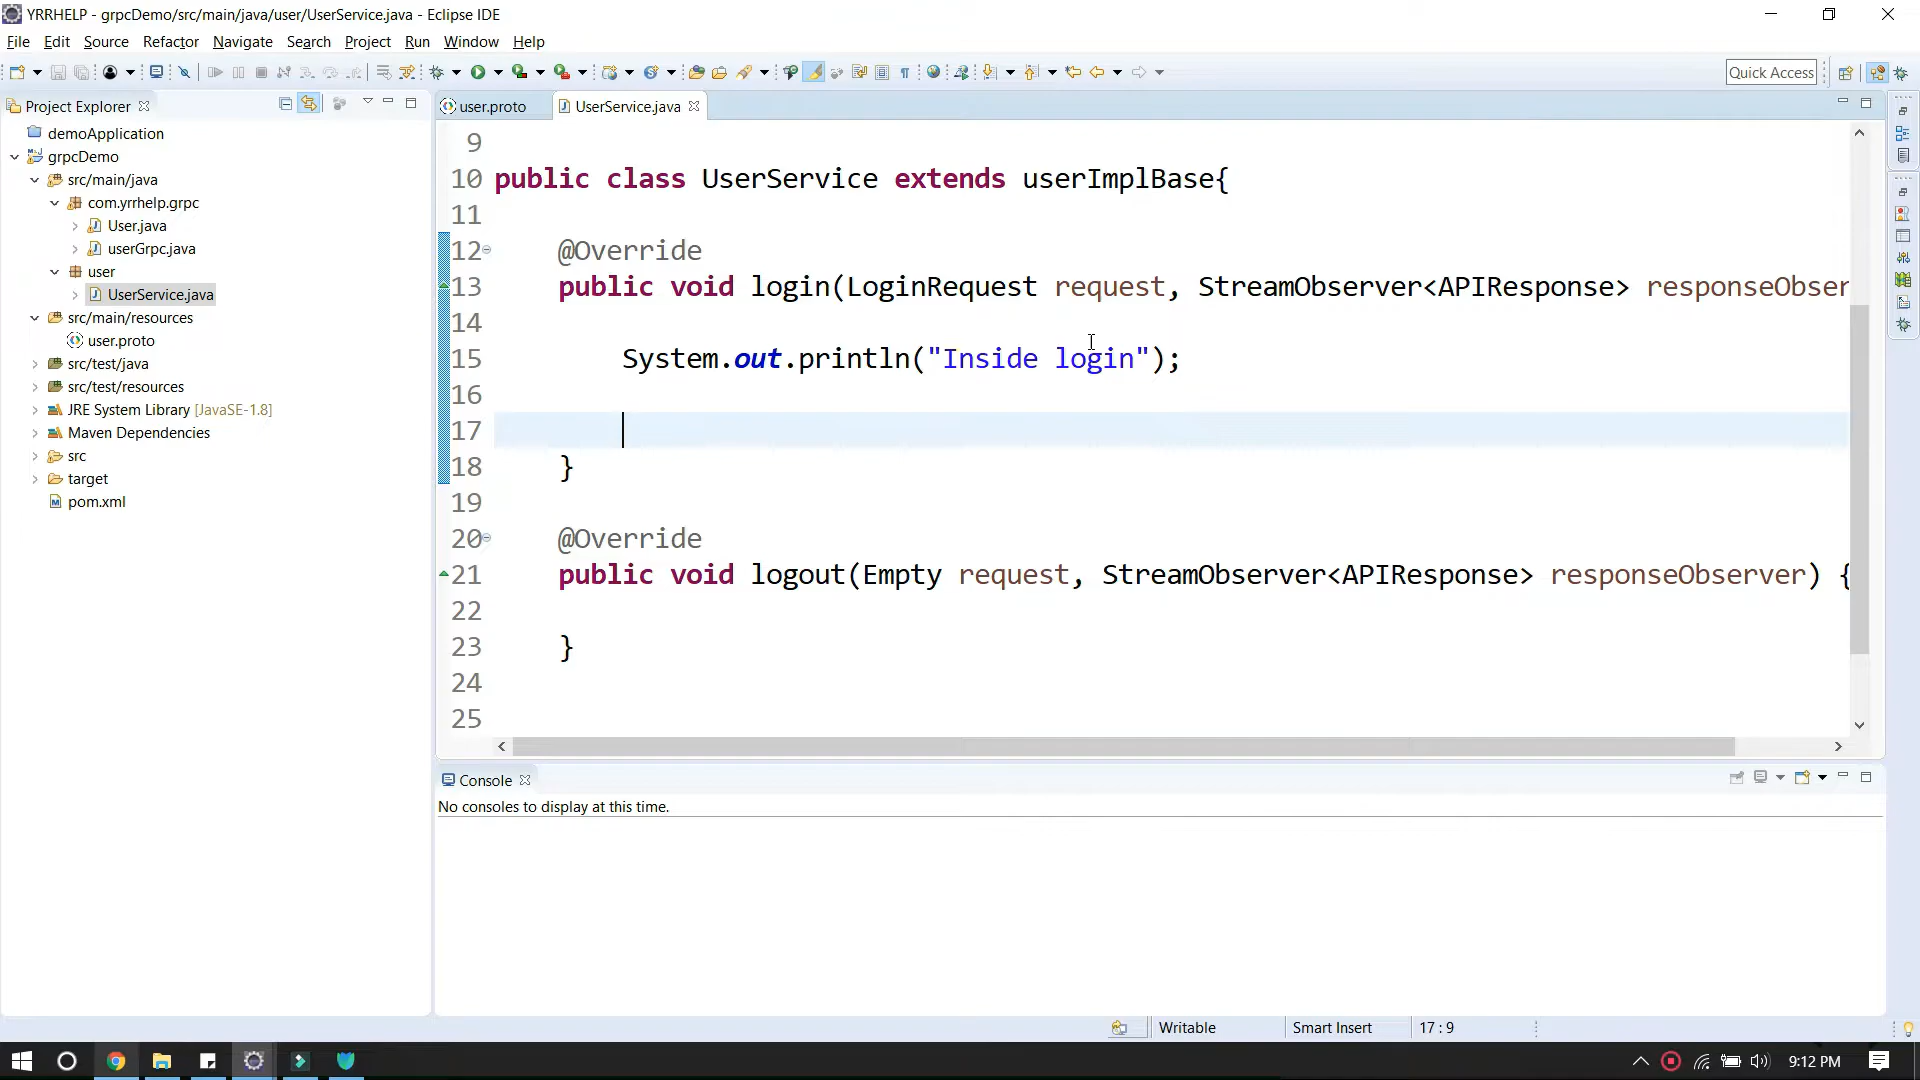 YRRHELP - grpcDemo/src/main/java/user/UserService.java - Eclipse IDE
File Edit Source Refactor Navigate Search Project Run Window Help
Quick Access
Project Explorer
user.proto
UserService.java
demoApplication
grpcDemo
src/main/java
com.yrrhelp.grpc
User.java
userGrpc.java
user
UserService.java
src/main/resources
user.proto
src/test/java
src/test/resources
JRE System Library [JavaSE-1.8]
Maven Dependencies
src
target
pom.xml
9
10 public class UserService extends userImplBase{
11
12 @Override
13 public void login(LoginRequest request, StreamObserver<APIResponse> responseObser
14
15 System.out.println("Inside login");
16
17
18 }
19
20 @Override
21 public void logout(Empty request, StreamObserver<APIResponse> responseObserver) {
22
23 }
24
25
Console
No consoles to display at this time.
Writable Smart Insert 17 : 9
9:12 PM